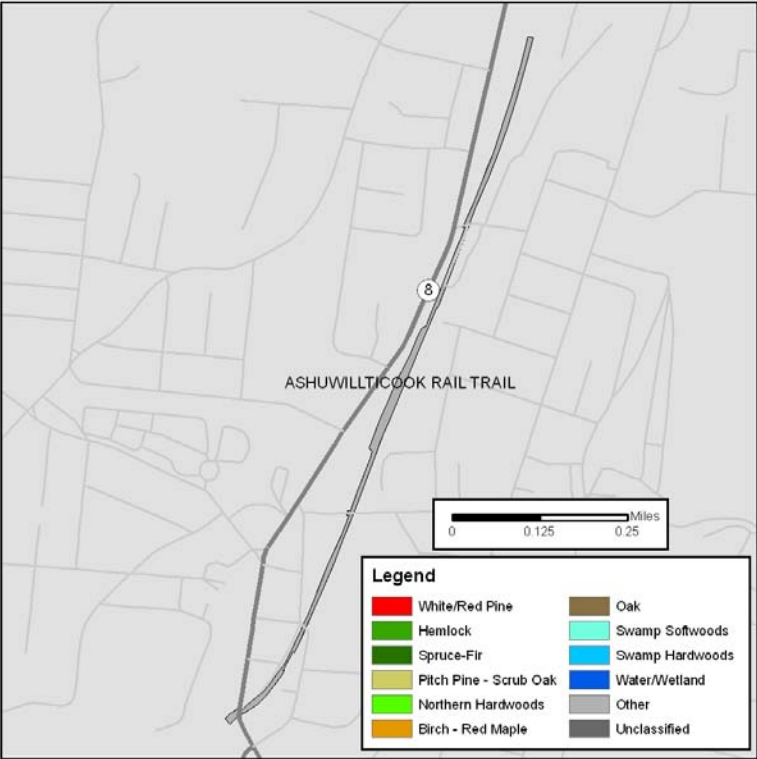 8
ASHUWILLTICOOK RAIL TRAIL
Miles
0 0.125 0.25
Legend
White/Red Pine
Hemlock
Spruce-Fir
Pitch Pine - Scrub Oak
Northern Hardwoods
Birch - Red Maple
Oak
Swamp Softwoods
Swamp Hardwoods
Water/Wetland
Other
Unclassified